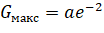 G_макс = ae^{-2}